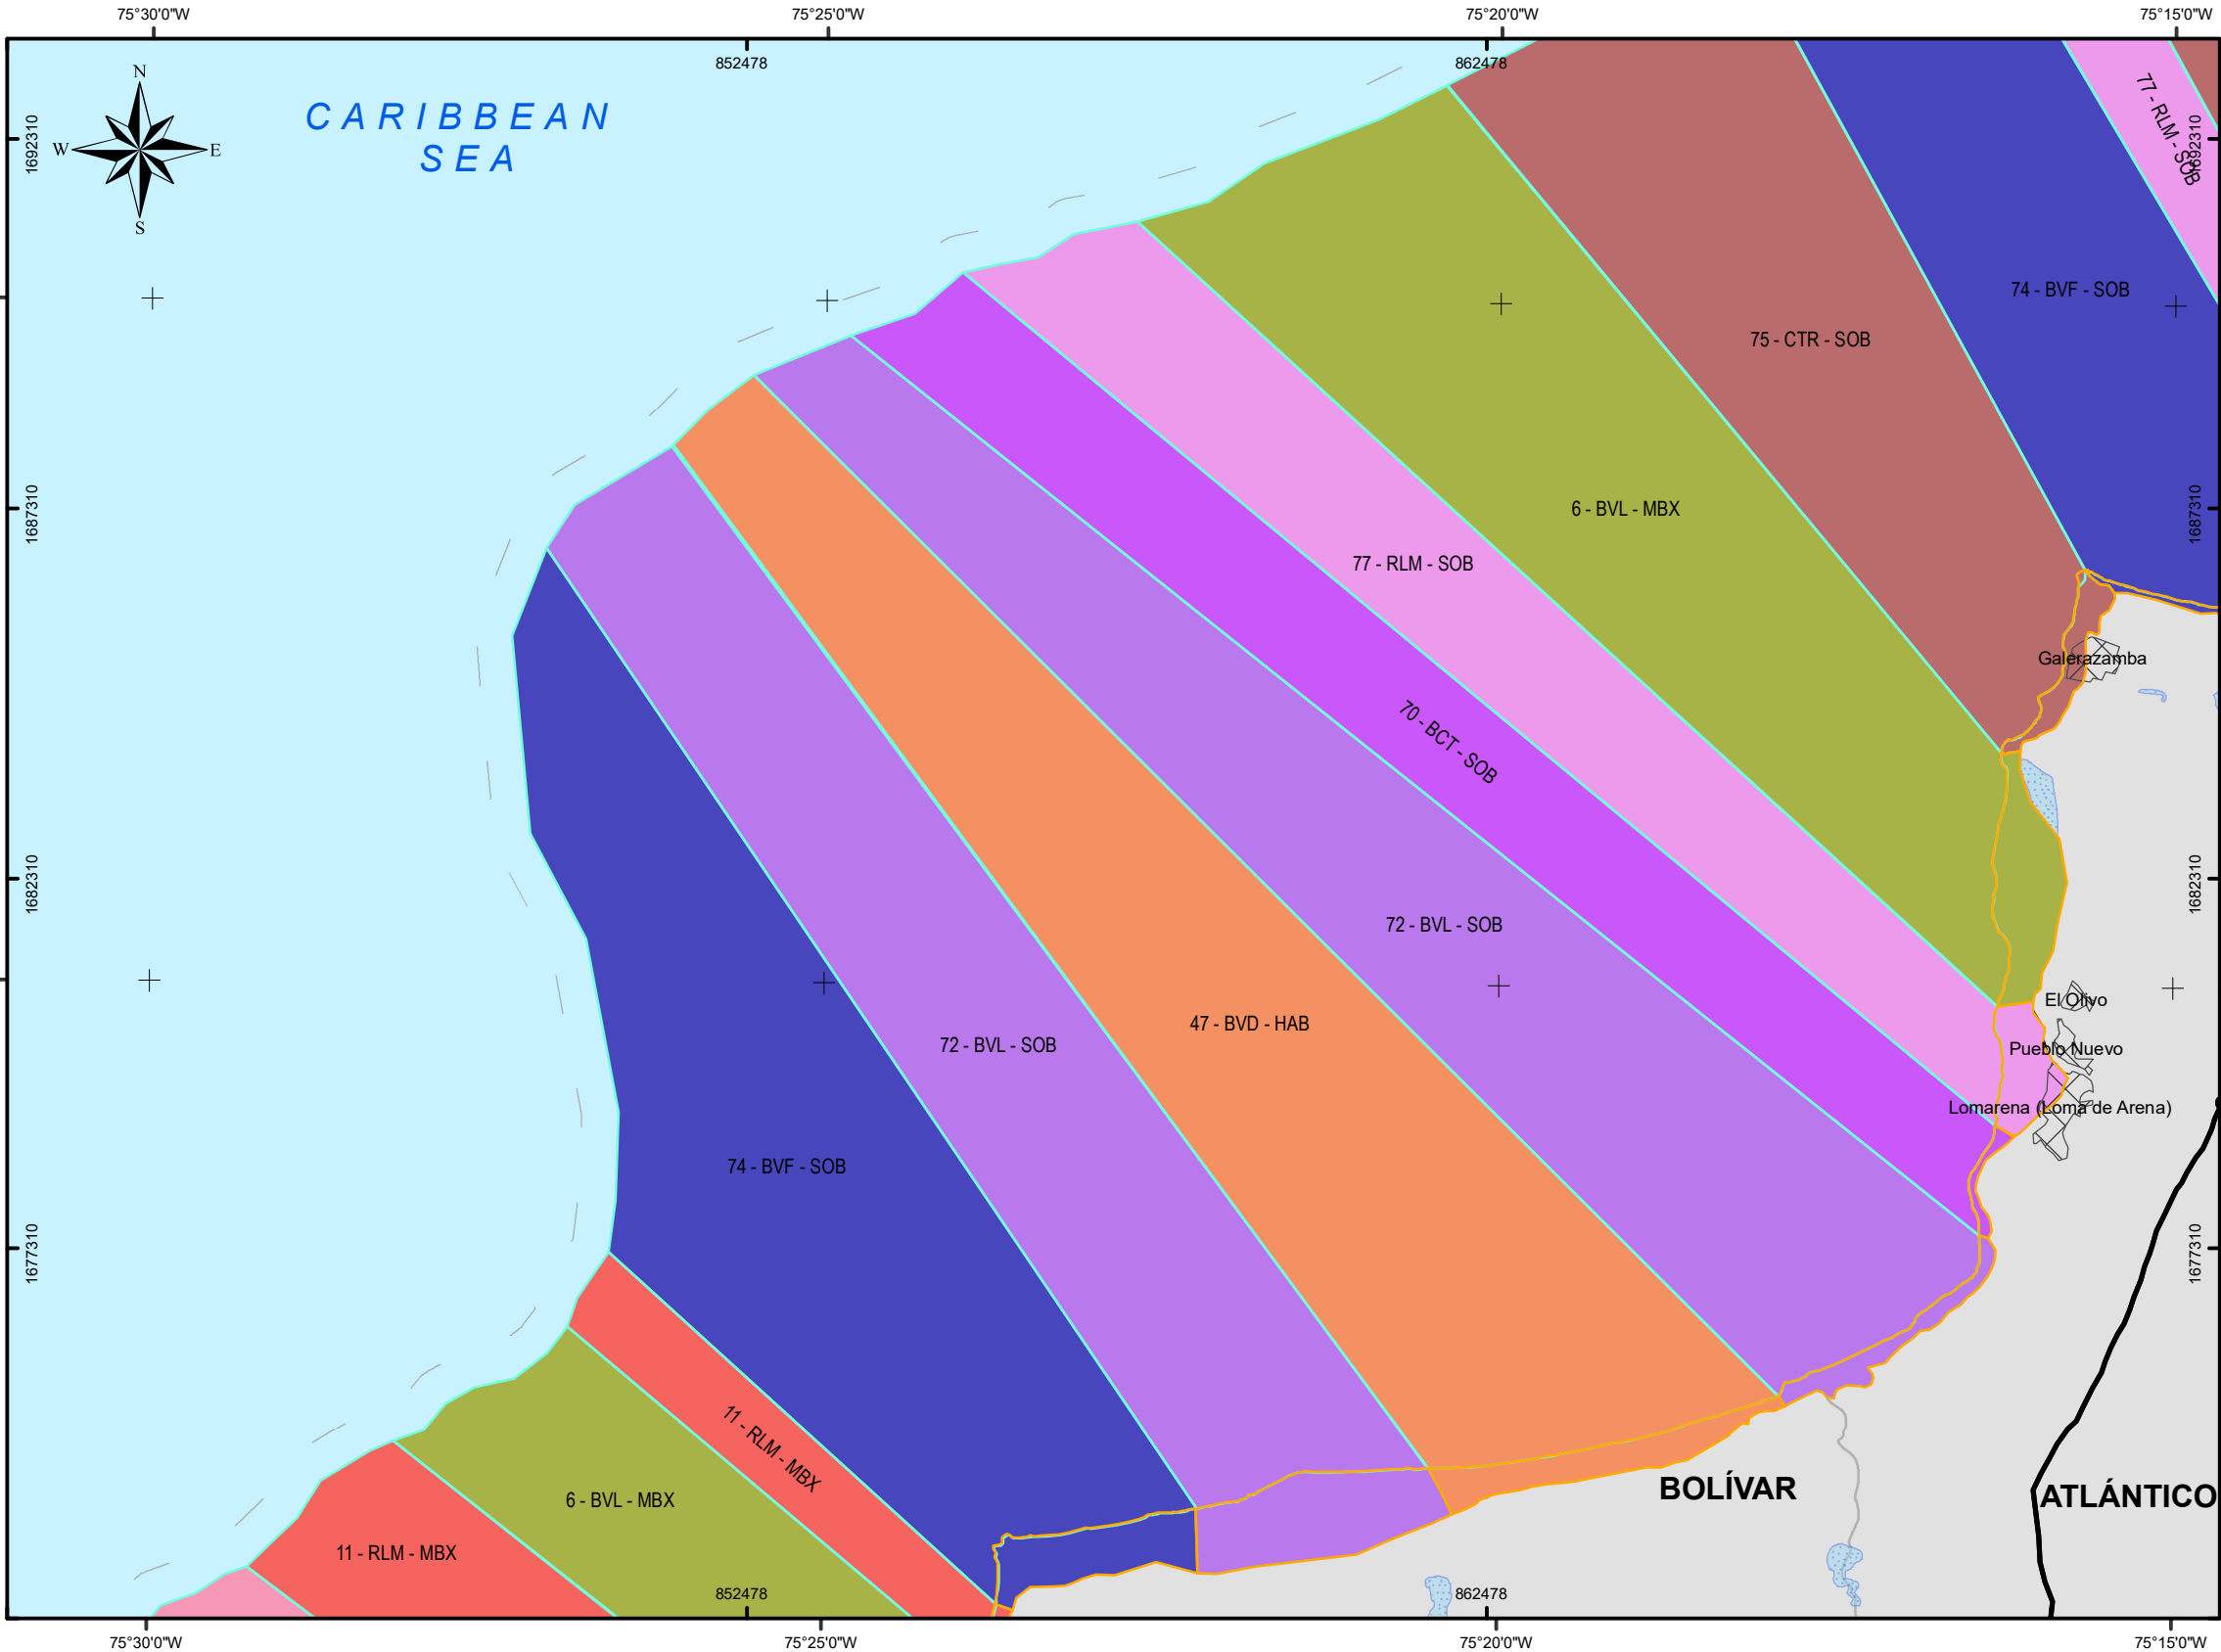 75°30'0"W
75°25'0"W
75°20'0"W
75°15'0"W
852478
862478
N
W
E
S
CARIBBEAN
SEA
1692310
1692310
77 - RLM - SOB
74 - BVF - SOB
75 - CTR - SOB
6 - BVL - MBX
1687310
1687310
77 - RLM - SOB
Galerazamba
70 - BCT - SOB
1682310
1682310
72 - BVL - SOB
El Olivo
47 - BVD - HAB
72 - BVL - SOB
Pueblo Nuevo
Lomarena (Loma de Arena)
74 - BVF - SOB
1677310
1677310
11 - RLM - MBX
6 - BVL - MBX
BOLÍVAR
ATLÁNTICO
11 - RLM - MBX
852478
862478
75°30'0"W
75°25'0"W
75°20'0"W
75°15'0"W